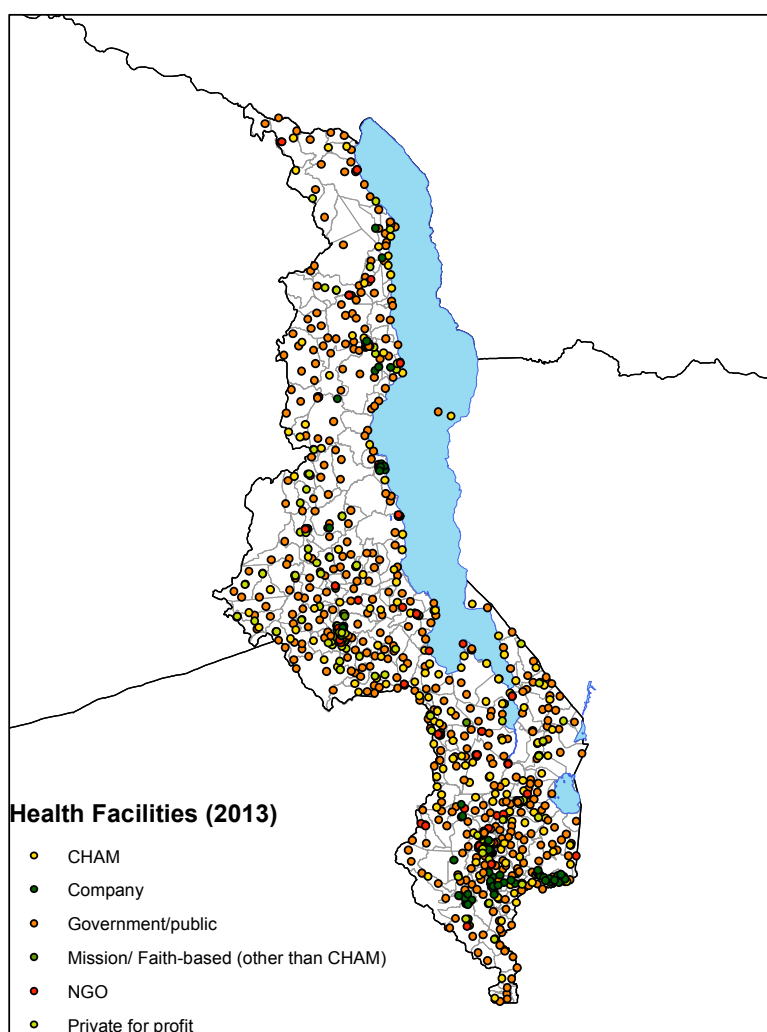 Health Facilities (2013)
CHAM
Company
Government/public
Mission/ Faith-based (other than CHAM)
NGO
Private for profit